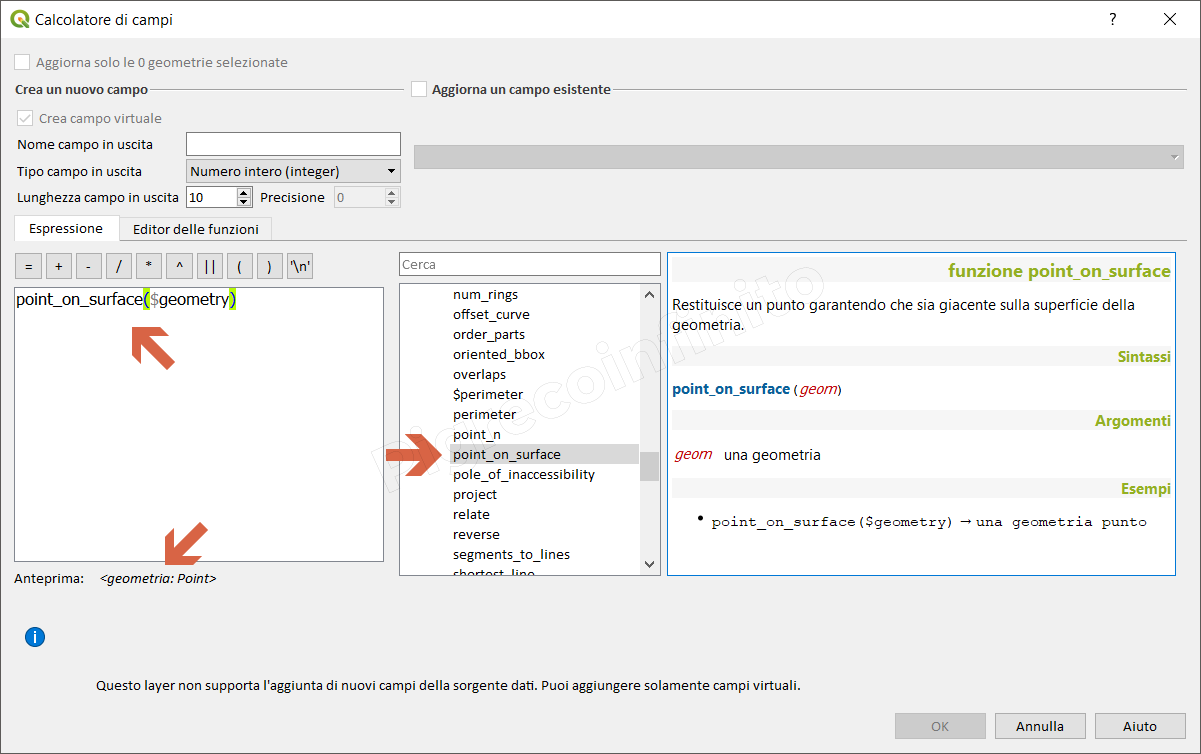 Calcolatore di campi
?
Aggiorna solo le 0 geometrie selezionate
Crea un nuovo campo
Aggiorna un campo esistente
Crea campo virtuale
Nome campo in uscita
Tipo campo in uscita Numero intero (integer)
Lunghezza campo in uscita 10 Precisione 0
Espressione Editor delle funzioni
= + - / * ^ || ( ) '\n'
point_on_surface($geometry)
Anteprima: <geometria: Point>
Cerca
num_rings
offset_curve
order_parts
oriented_bbox
overlaps
$perimeter
perimeter
point_n
point_on_surface
pole_of_inaccessibility
project
relate
reverse
segments_to_lines
shortest_line
funzione point_on_surface
Restituisce un punto garantendo che sia giacente sulla superficie della
geometria.
Sintassi
point_on_surface (geom)
Argomenti
geom una geometria
Esempi
• point_on_surface($geometry) → una geometria punto
Pigrecoinfinito
Questo layer non supporta l'aggiunta di nuovi campi della sorgente dati. Puoi aggiungere solamente campi virtuali.
OK Annulla Aiuto